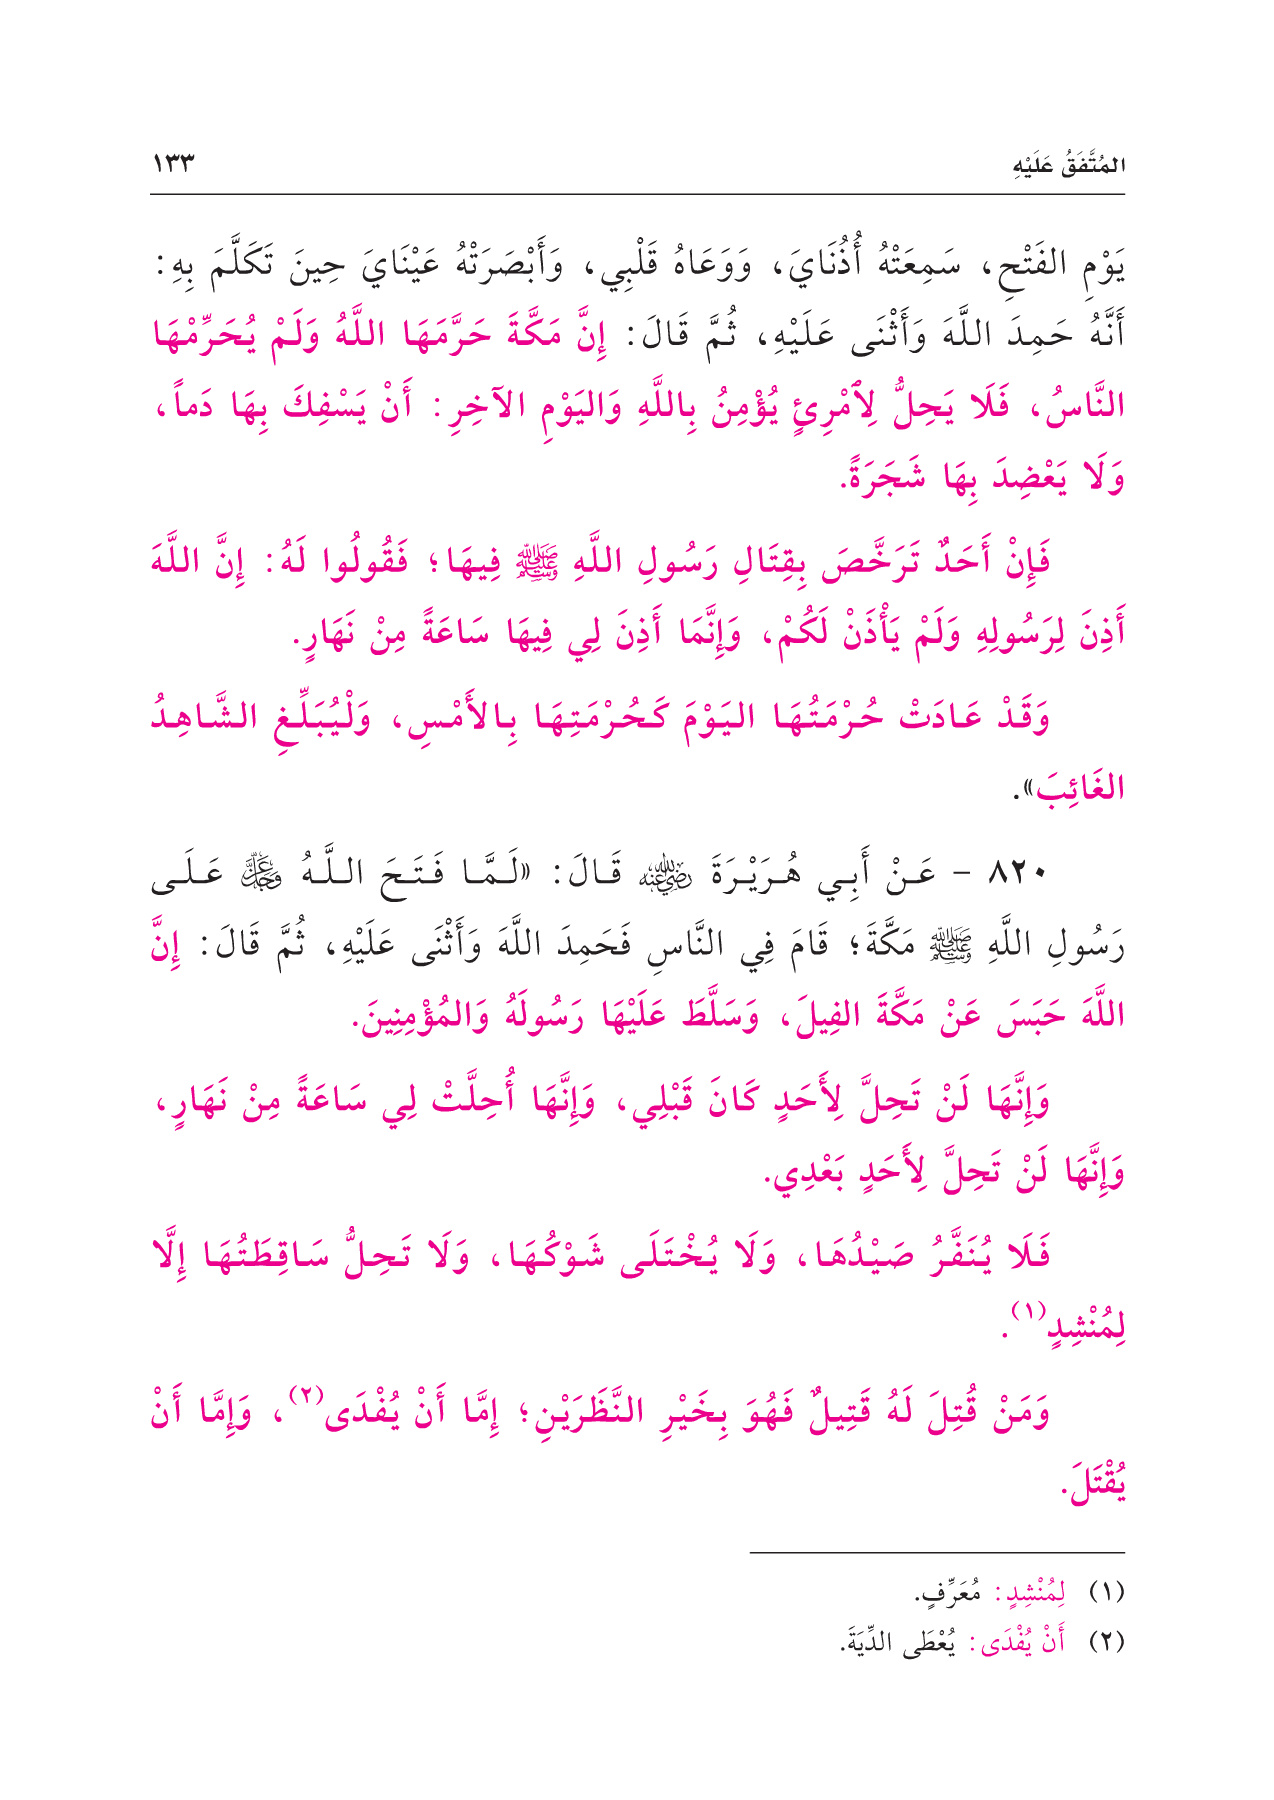 المُتَّفَقُ عَلَيْهِ ١٣٣
يَوْمِ الفَتْحِ، سَمِعَتْهُ أُذُنَايَ، وَوَعَاهُ قَلْبِي، وَأَبْصَرَتْهُ عَيْنَايَ حِينَ تَكَلَّمَ بِهِ:
أَنَّهُ حَمِدَ اللَّهَ وَأَثْنَى عَلَيْهِ، ثُمَّ قَالَ: إِنَّ مَكَّةَ حَرَّمَهَا اللَّهُ وَلَمْ يُحَرِّمْهَا
النَّاسُ، فَلَا يَحِلُّ لِٱمْرِئٍ يُؤْمِنُ بِاللَّهِ وَاليَوْمِ الآخِرِ: أَنْ يَسْفِكَ بِهَا دَماً،
وَلَا يَعْضِدَ بِهَا شَجَرَةً.
فَإِنْ أَحَدٌ تَرَخَّصَ بِقِتَالِ رَسُولِ اللَّهِ ﷺ فِيهَا؛ فَقُولُوا لَهُ: إِنَّ اللَّهَ
أَذِنَ لِرَسُولِهِ وَلَمْ يَأْذَنْ لَكُمْ، وَإِنَّمَا أَذِنَ لِي فِيهَا سَاعَةً مِنْ نَهَارٍ.
وَقَدْ عَادَتْ حُرْمَتُهَا اليَوْمَ كَحُرْمَتِهَا بِالأَمْسِ، وَلْيُبَلِّغِ الشَّاهِدُ
الغَائِبَ».
٨٢٠ - عَنْ أَبِي هُرَيْرَةَ رضي الله عنه قَالَ: «لَمَّا فَتَحَ اللَّهُ عز وجل عَلَى
رَسُولِ اللَّهِ ﷺ مَكَّةَ؛ قَامَ فِي النَّاسِ فَحَمِدَ اللَّهَ وَأَثْنَى عَلَيْهِ، ثُمَّ قَالَ: إِنَّ
اللَّهَ حَبَسَ عَنْ مَكَّةَ الفِيلَ، وَسَلَّطَ عَلَيْهَا رَسُولَهُ وَالمُؤْمِنِينَ.
وَإِنَّهَا لَنْ تَحِلَّ لِأَحَدٍ كَانَ قَبْلِي، وَإِنَّهَا أُحِلَّتْ لِي سَاعَةً مِنْ نَهَارٍ،
وَإِنَّهَا لَنْ تَحِلَّ لِأَحَدٍ بَعْدِي.
فَلَا يُنَفَّرُ صَيْدُهَا، وَلَا يُخْتَلَى شَوْكُهَا، وَلَا تَحِلُّ سَاقِطَتُهَا إِلَّا
لِمُنْشِدٍ(١).
وَمَنْ قُتِلَ لَهُ قَتِيلٌ فَهُوَ بِخَيْرِ النَّظَرَيْنِ؛ إِمَّا أَنْ يُفْدَى(٢)، وَإِمَّا أَنْ
يُقْتَلَ.
(١) لِمُنْشِدٍ: مُعَرِّفٍ.
(٢) أَنْ يُفْدَى: يُعْطَى الدِّيَةَ.